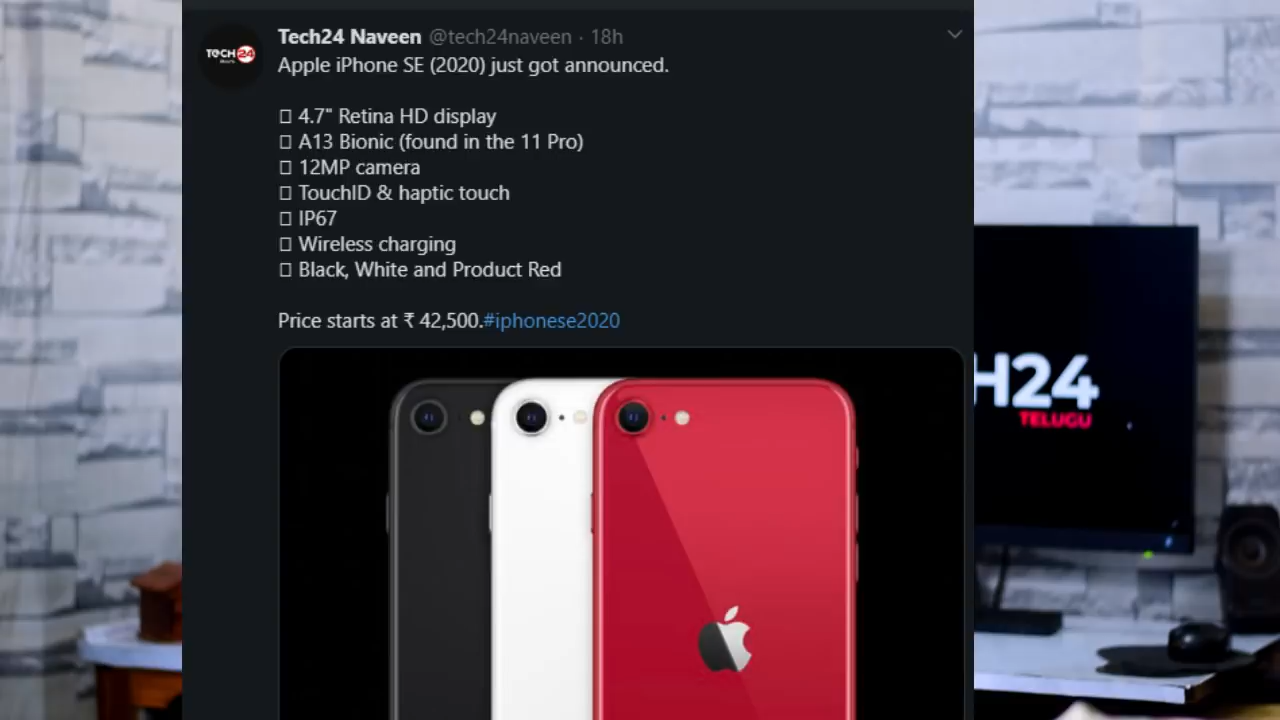 TECH 24
Tech24 Naveen @tech24naveen · 18h
Apple iPhone SE (2020) just got announced.
▯ 4.7" Retina HD display
▯ A13 Bionic (found in the 11 Pro)
▯ 12MP camera
▯ TouchID & haptic touch
▯ IP67
▯ Wireless charging
▯ Black, White and Product Red
Price starts at ₹ 42,500.#iphonese2020
H24
TELUGU